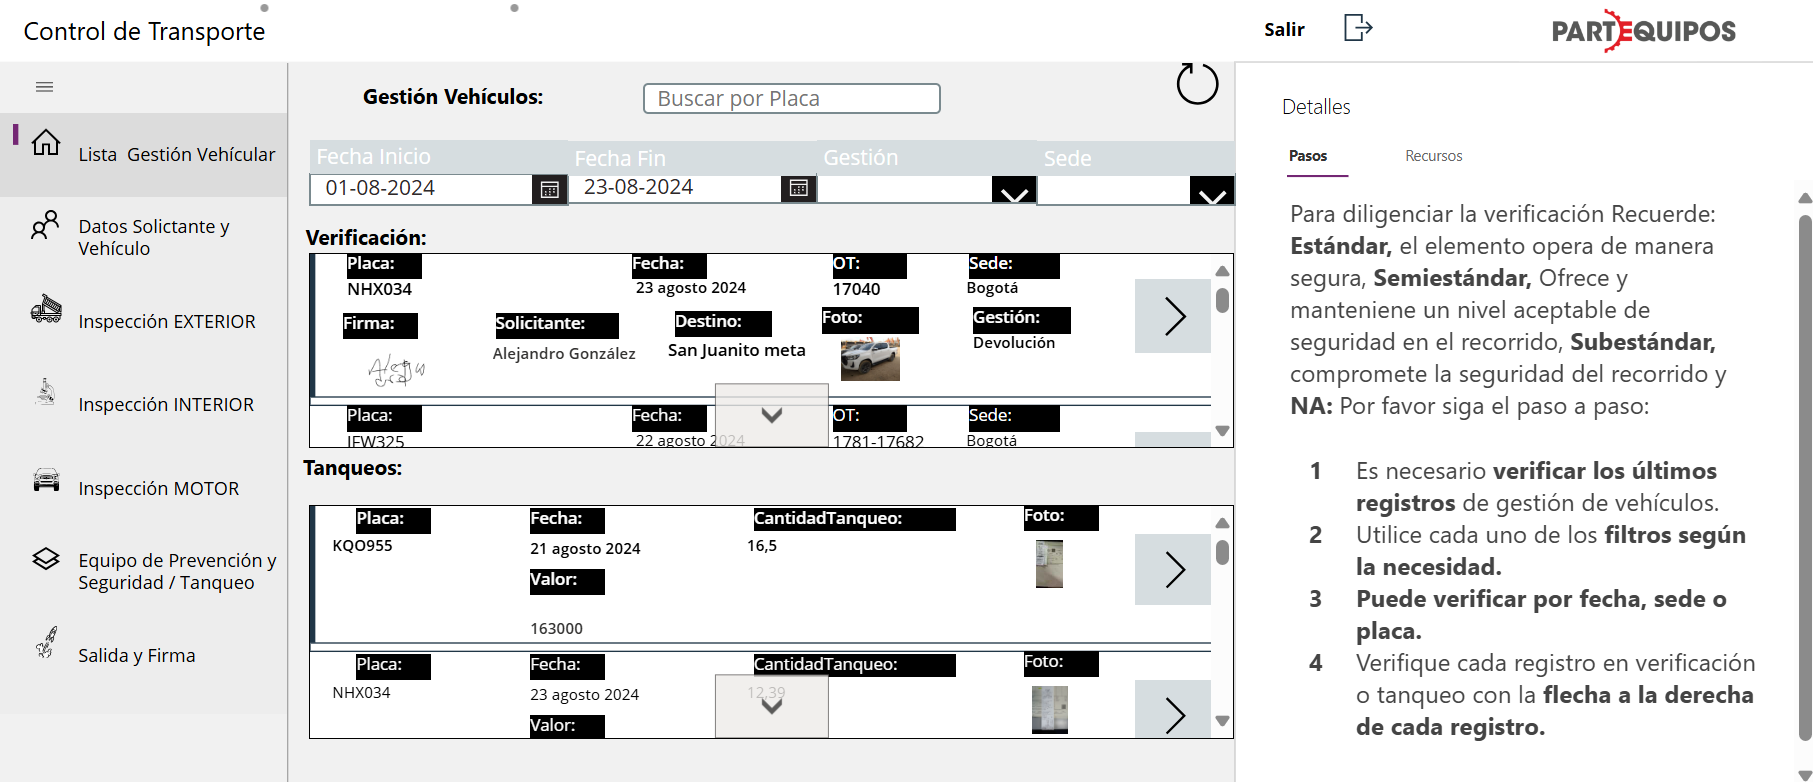 Control de Transporte
Salir
PARTEQUIPOS
Lista  Gestión Vehícular
Datos Solictante y
Vehículo
Inspección EXTERIOR
Inspección INTERIOR
Inspección MOTOR
Equipo de Prevención y
Seguridad / Tanqueo
Salida y Firma
Gestión Vehículos:
Buscar por Placa
Fecha Inicio Fecha Fin Gestión Sede
01-08-2024 23-08-2024
Verificación:
Placa: Fecha: OT: Sede:
NHX034 23 agosto 2024 17040 Bogotá
Firma: Solicitante: Destino: Foto: Gestión:
Alejandro González San Juanito meta Devolución
Placa: Fecha: OT: Sede:
JFW325 22 agosto 2024 1781-17682 Bogotá
Tanqueos:
Placa: Fecha: CantidadTanqueo: Foto:
KQO955 21 agosto 2024 16,5
Valor:
163000
Placa: Fecha: CantidadTanqueo: Foto:
NHX034 23 agosto 2024 12,39
Valor:
Detalles
Pasos Recursos
Para diligenciar la verificación Recuerde:
Estándar, el elemento opera de manera
segura, Semiestándar, Ofrece y
manteniene un nivel aceptable de
seguridad en el recorrido, Subestándar,
compromete la seguridad del recorrido y
NA: Por favor siga el paso a paso:
1 Es necesario verificar los últimos
registros de gestión de vehículos.
2 Utilice cada uno de los filtros según
la necesidad.
3 Puede verificar por fecha, sede o
placa.
4 Verifique cada registro en verificación
o tanqueo con la flecha a la derecha
de cada registro.